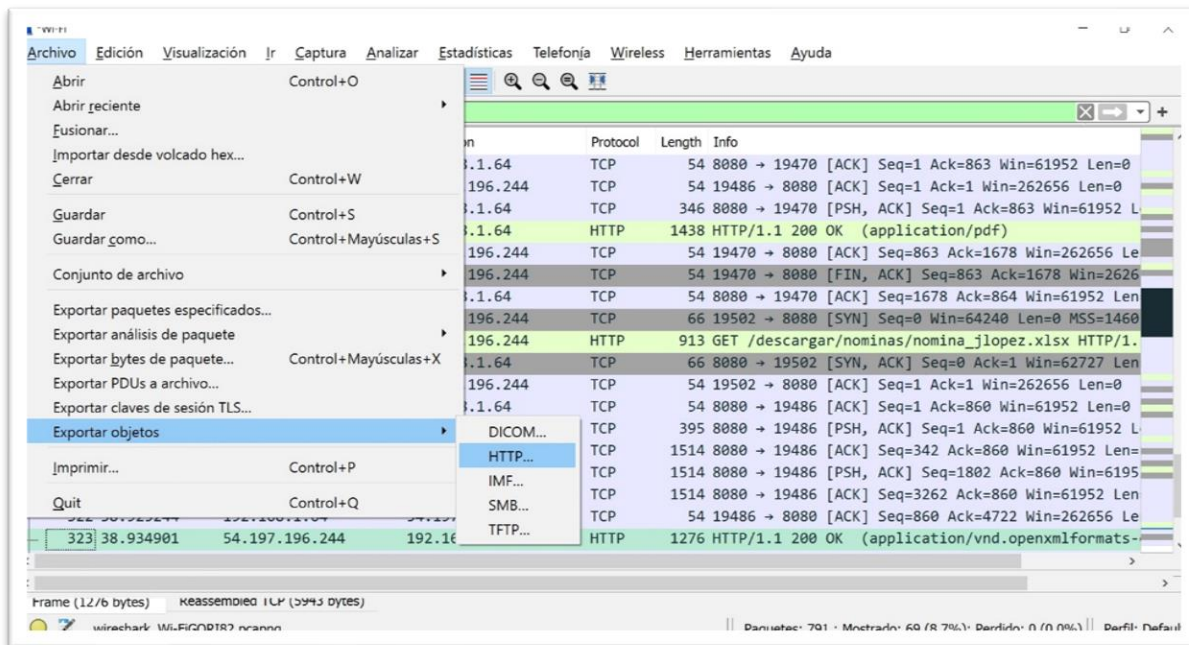 *Wi-Fi
Archivo Edición Visualización Ir Captura Analizar Estadísticas Telefonía Wireless Herramientas Ayuda
Abrir Control+O
Abrir reciente
Fusionar...
Importar desde volcado hex...
Cerrar Control+W
Guardar Control+S
Guardar como... Control+Mayúsculas+S
Conjunto de archivo
Exportar paquetes especificados...
Exportar análisis de paquete
Exportar bytes de paquete... Control+Mayúsculas+X
Exportar PDUs a archivo...
Exportar claves de sesión TLS...
Exportar objetos
Imprimir...  Control+P
Quit Control+Q
DICOM...
HTTP...
IMF...
SMB...
TFTP...
Protocol Length Info
.1.64 TCP 54 8080 → 19470 [ACK] Seq=1 Ack=863 Win=61952 Len=0
196.244 TCP 54 19486 → 8080 [ACK] Seq=1 Ack=1 Win=262656 Len=0
.1.64 TCP 346 8080 → 19470 [PSH, ACK] Seq=1 Ack=863 Win=61952 L
.1.64 HTTP 1438 HTTP/1.1 200 OK (application/pdf)
196.244 TCP 54 19470 → 8080 [ACK] Seq=863 Ack=1678 Win=262656 Le
196.244 TCP 54 19470 → 8080 [FIN, ACK] Seq=863 Ack=1678 Win=2626
.1.64 TCP 54 8080 → 19470 [ACK] Seq=1678 Ack=864 Win=61952 Len
196.244 TCP 66 19502 → 8080 [SYN] Seq=0 Win=64240 Len=0 MSS=1460
196.244 HTTP 913 GET /descargar/nominas/nomina_jlopez.xlsx HTTP/1.
.1.64 TCP 66 8080 → 19502 [SYN, ACK] Seq=0 Ack=1 Win=62727 Len
196.244 TCP 54 19502 → 8080 [ACK] Seq=1 Ack=1 Win=262656 Len=0
.1.64 TCP 54 8080 → 19486 [ACK] Seq=1 Ack=860 Win=61952 Len=0
TCP 395 8080 → 19486 [PSH, ACK] Seq=1 Ack=860 Win=61952 L
TCP 1514 8080 → 19486 [ACK] Seq=342 Ack=860 Win=61952 Len=
TCP 1514 8080 → 19486 [PSH, ACK] Seq=1802 Ack=860 Win=6195
TCP 1514 8080 → 19486 [ACK] Seq=3262 Ack=860 Win=61952 Len
TCP 54 19486 → 8080 [ACK] Seq=860 Ack=4722 Win=262656 Le
323 38.934901 54.197.196.244 192.16 HTTP 1276 HTTP/1.1 200 OK (application/vnd.openxmlformats-
Frame (1276 bytes) Reassembled TCP (5943 bytes)
Paquetes: 791 · Mostrado: 69 (8.7%) · Perdido: 0 (0.0%) Perfil: Defaul